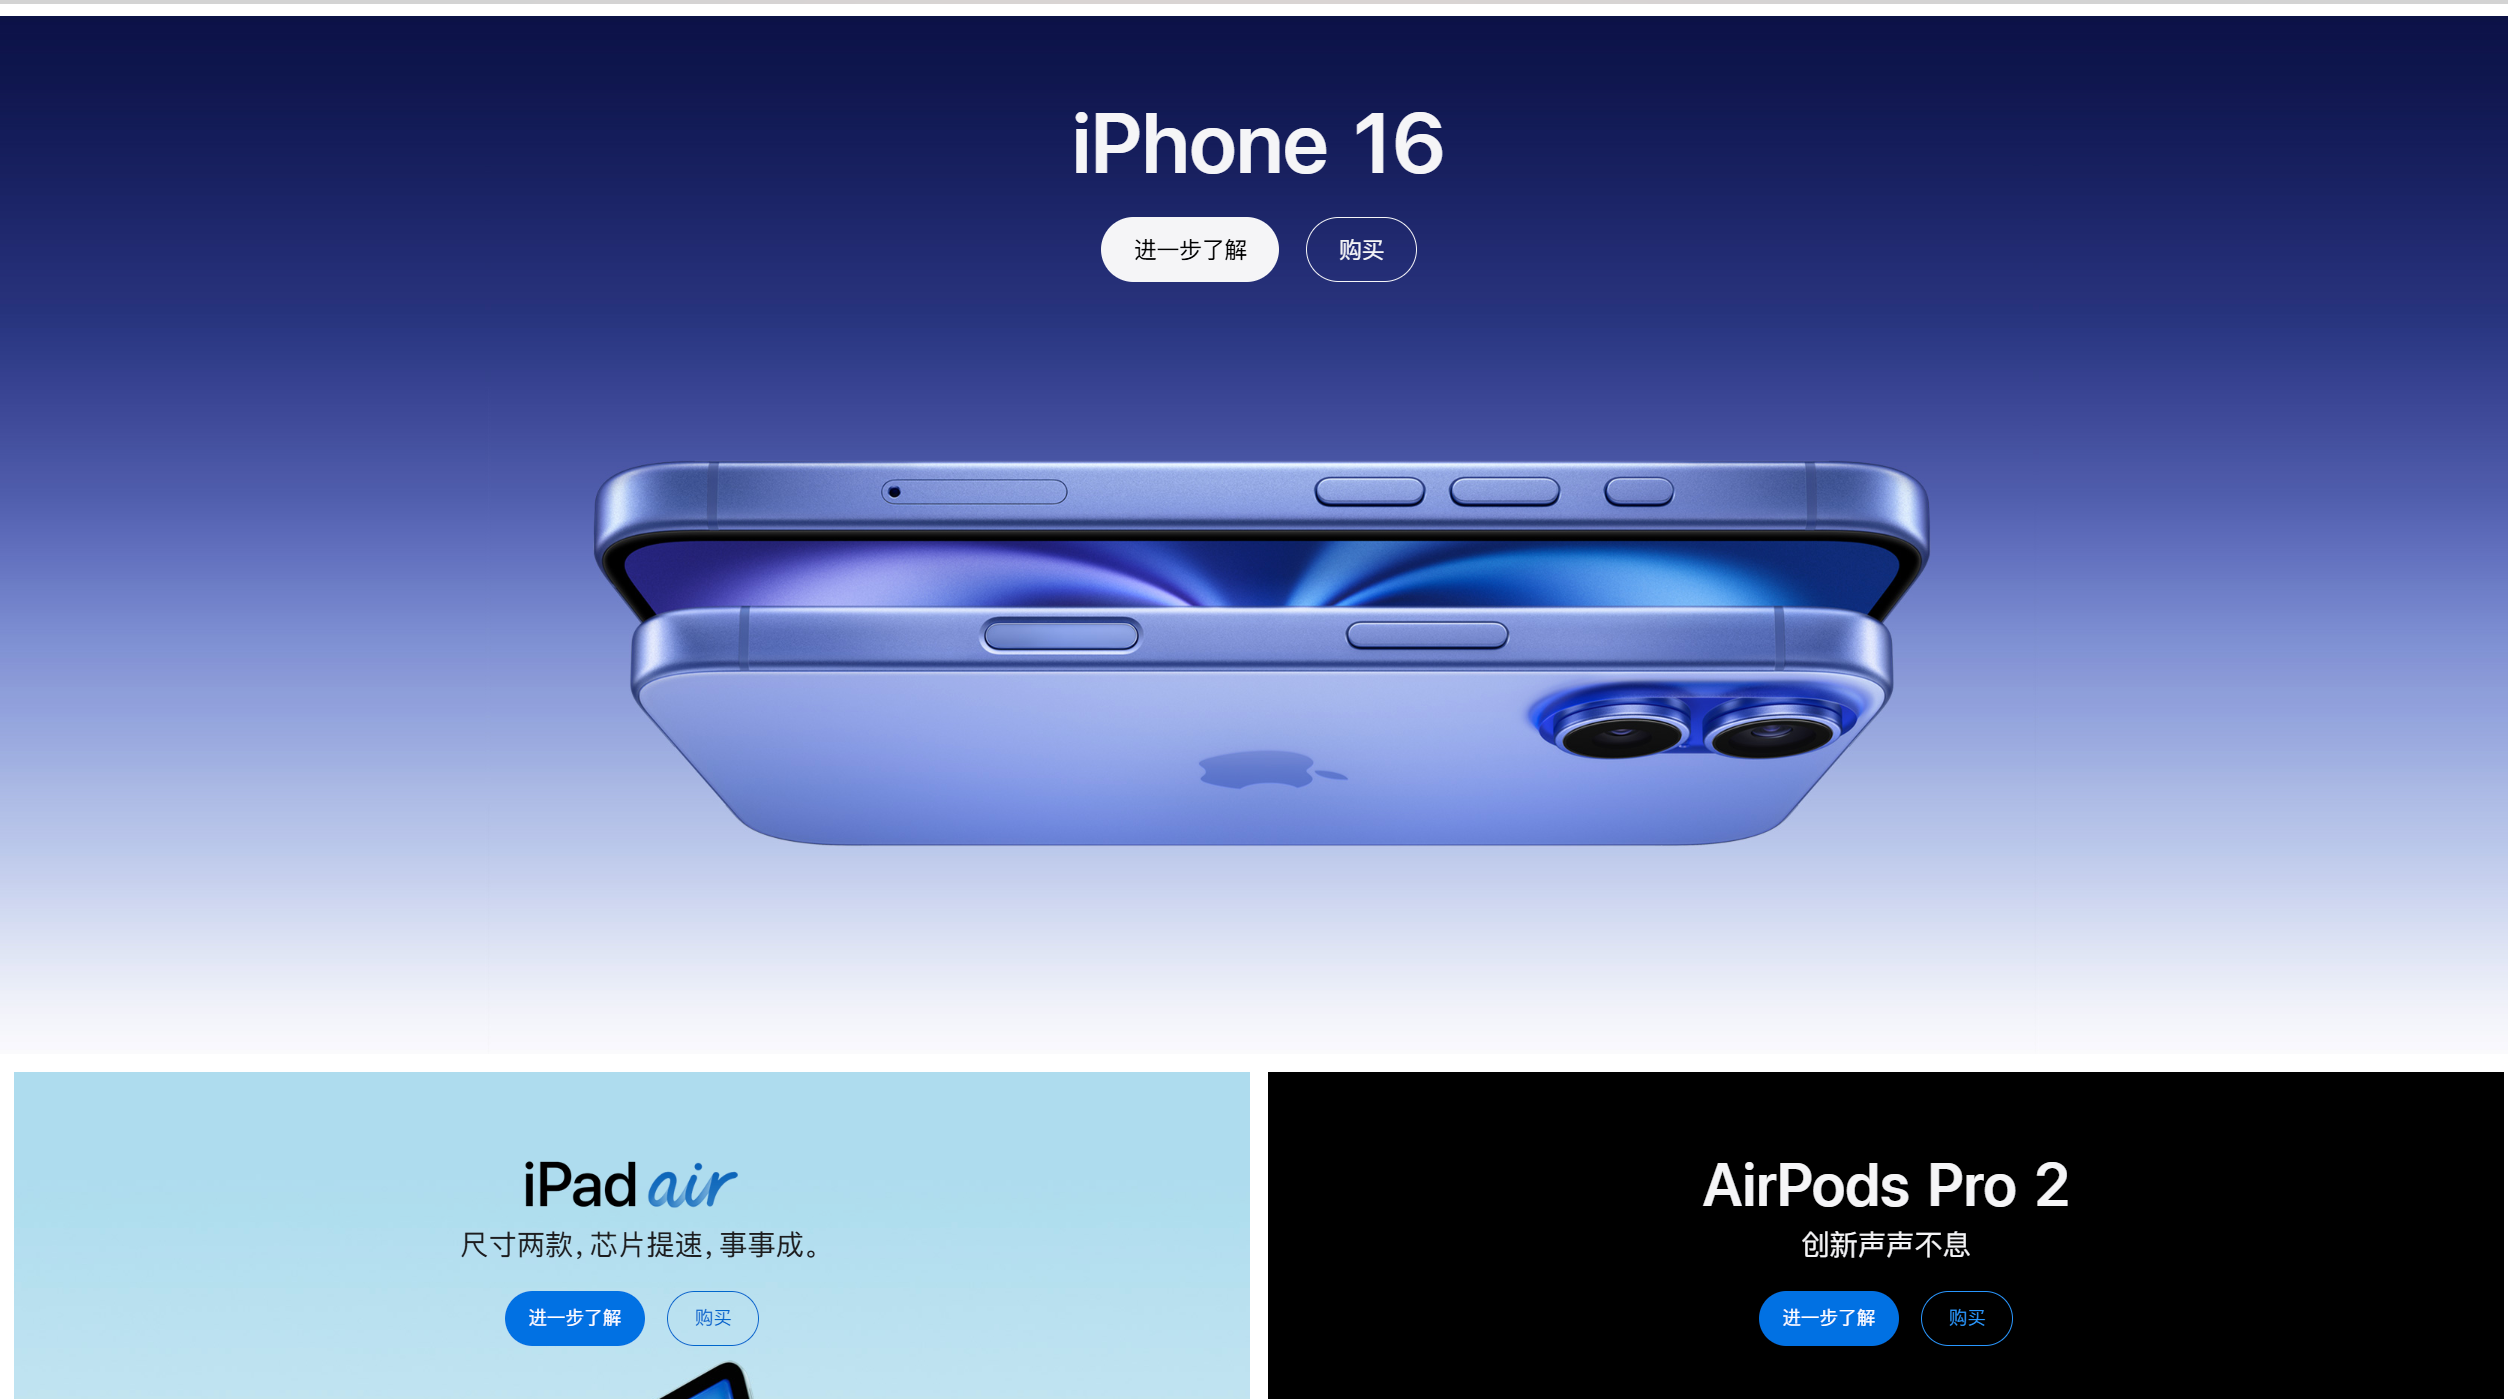 iPhone 16
进一步了解
购买
iPad air
尺寸两款，芯片提速，事事成。
进一步了解
购买
AirPods Pro 2
创新声声不息
进一步了解
购买